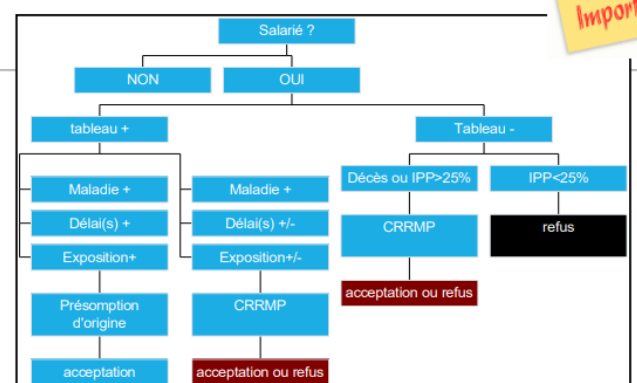 Salarié ?
NON
OUI
tableau +
Tableau -
Maladie +
Délai(s) +
Exposition+
Présomption
d'origine
acceptation
Maladie +
Délai(s) +/-
Exposition+/-
CRRMP
acceptation ou refus
Décès ou IPP>25%
CRRMP
acceptation ou refus
IPP<25%
refus